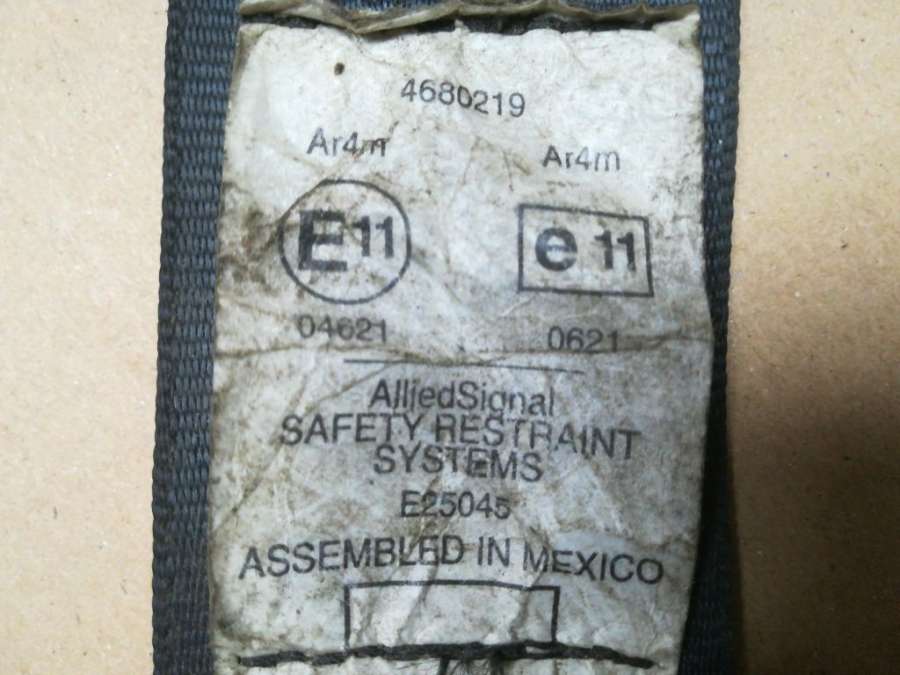 4680219
Ar4m Ar4m
E11 e 11
04621 0621
AlliedSignal
SAFETY RESTRAINT
SYSTEMS
E25045
ASSEMBLED IN MEXICO